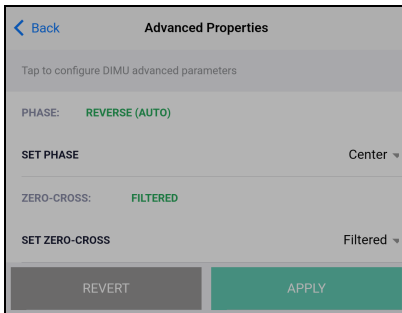 Back
Advanced Properties
Tap to configure DIMU advanced parameters
PHASE: REVERSE (AUTO)
SET PHASE Center
ZERO-CROSS: FILTERED
SET ZERO-CROSS Filtered
REVERT APPLY